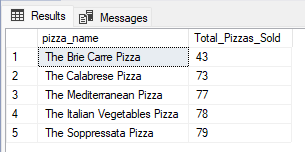 Results Messages
pizza_name Total_Pizzas_Sold
1 The Brie Carre Pizza 43
2 The Calabrese Pizza 73
3 The Mediterranean Pizza 77
4 The Italian Vegetables Pizza 78
5 The Soppressata Pizza 79